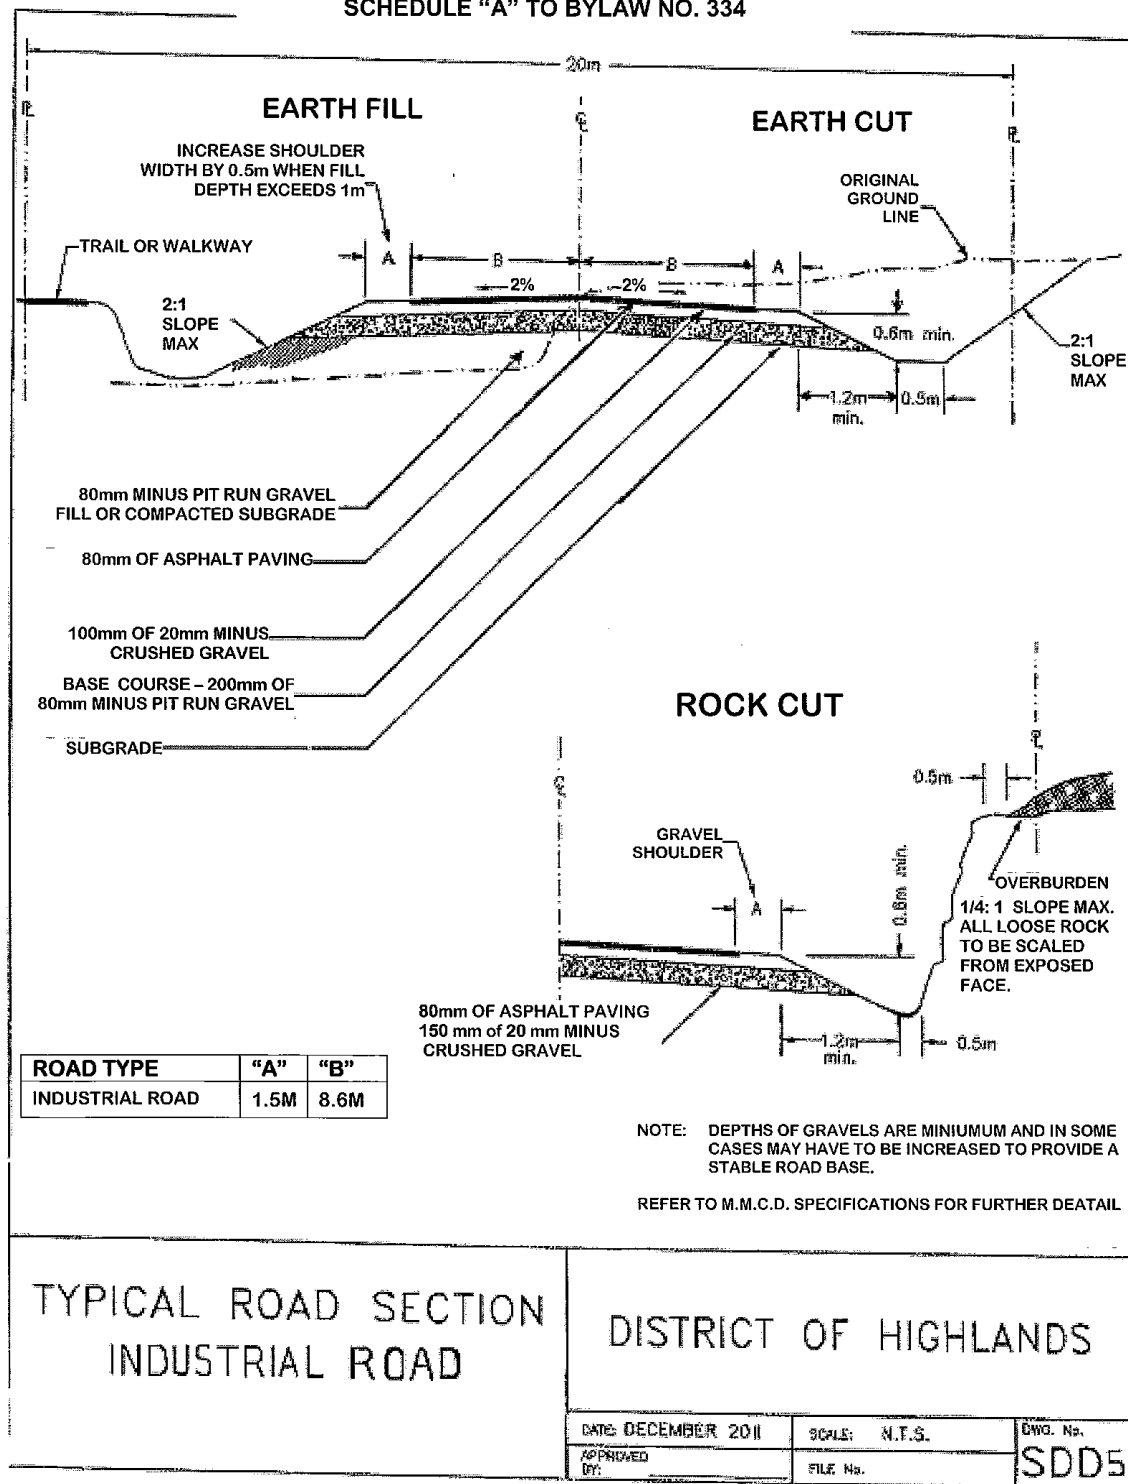 SCHEDULE “A” TO BYLAW NO. 334
20m
EARTH FILL
EARTH CUT
INCREASE SHOULDER
WIDTH BY 0.5m WHEN FILL
DEPTH EXCEEDS 1m
ORIGINAL
GROUND
LINE
TRAIL OR WALKWAY
A
B
B
A
2%
2%
2:1
SLOPE
MAX
0.6m min.
2:1
SLOPE
MAX
1.2m
min.
0.5m
80mm MINUS PIT RUN GRAVEL
FILL OR COMPACTED SUBGRADE
80mm OF ASPHALT PAVING
100mm OF 20mm MINUS
CRUSHED GRAVEL
BASE COURSE – 200mm OF
80mm MINUS PIT RUN GRAVEL
SUBGRADE
ROCK CUT
0.5m
GRAVEL
SHOULDER
A
0.6m min.
OVERBURDEN
1/4: 1 SLOPE MAX.
ALL LOOSE ROCK
TO BE SCALED
FROM EXPOSED
FACE.
80mm OF ASPHALT PAVING
150 mm of 20 mm MINUS
CRUSHED GRAVEL
1.2m
min.
0.5m
ROAD TYPE “A” “B”
INDUSTRIAL ROAD 1.5M 8.6M
NOTE: DEPTHS OF GRAVELS ARE MINIUMUM AND IN SOME
CASES MAY HAVE TO BE INCREASED TO PROVIDE A
STABLE ROAD BASE.
REFER TO M.M.C.D. SPECIFICATIONS FOR FURTHER DEATAIL
TYPICAL ROAD SECTION
INDUSTRIAL ROAD
DISTRICT OF HIGHLANDS
DATE: DECEMBER 2011
SCALE: N.T.S.
DWG. No.
SDD5
APPROVED
BY:
FILE No.